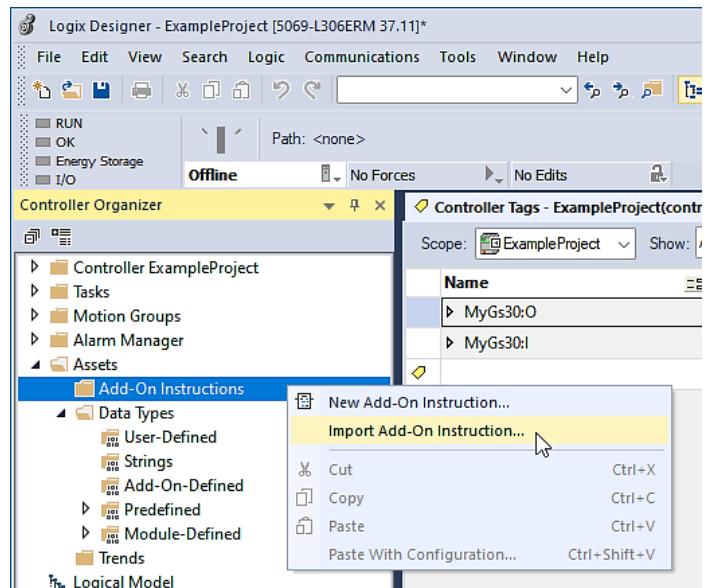 Logix Designer - ExampleProject [5069-L306ERM 37.11]*
File Edit View Search Logic Communications Tools Window Help
RUN
OK
Energy Storage
I/O
Path: <none>
Offline
No Forces
No Edits
Controller Organizer
Controller Tags - ExampleProject(contr
Scope: ExampleProject Show:
Controller ExampleProject
Tasks
Motion Groups
Alarm Manager
Assets
Add-On Instructions
Data Types
User-Defined
Strings
Add-On-Defined
Predefined
Module-Defined
Trends
Logical Model
Name
MyGs30:O
MyGs30:I
New Add-On Instruction...
Import Add-On Instruction...
Cut Ctrl+X
Copy Ctrl+C
Paste Ctrl+V
Paste With Configuration... Ctrl+Shift+V